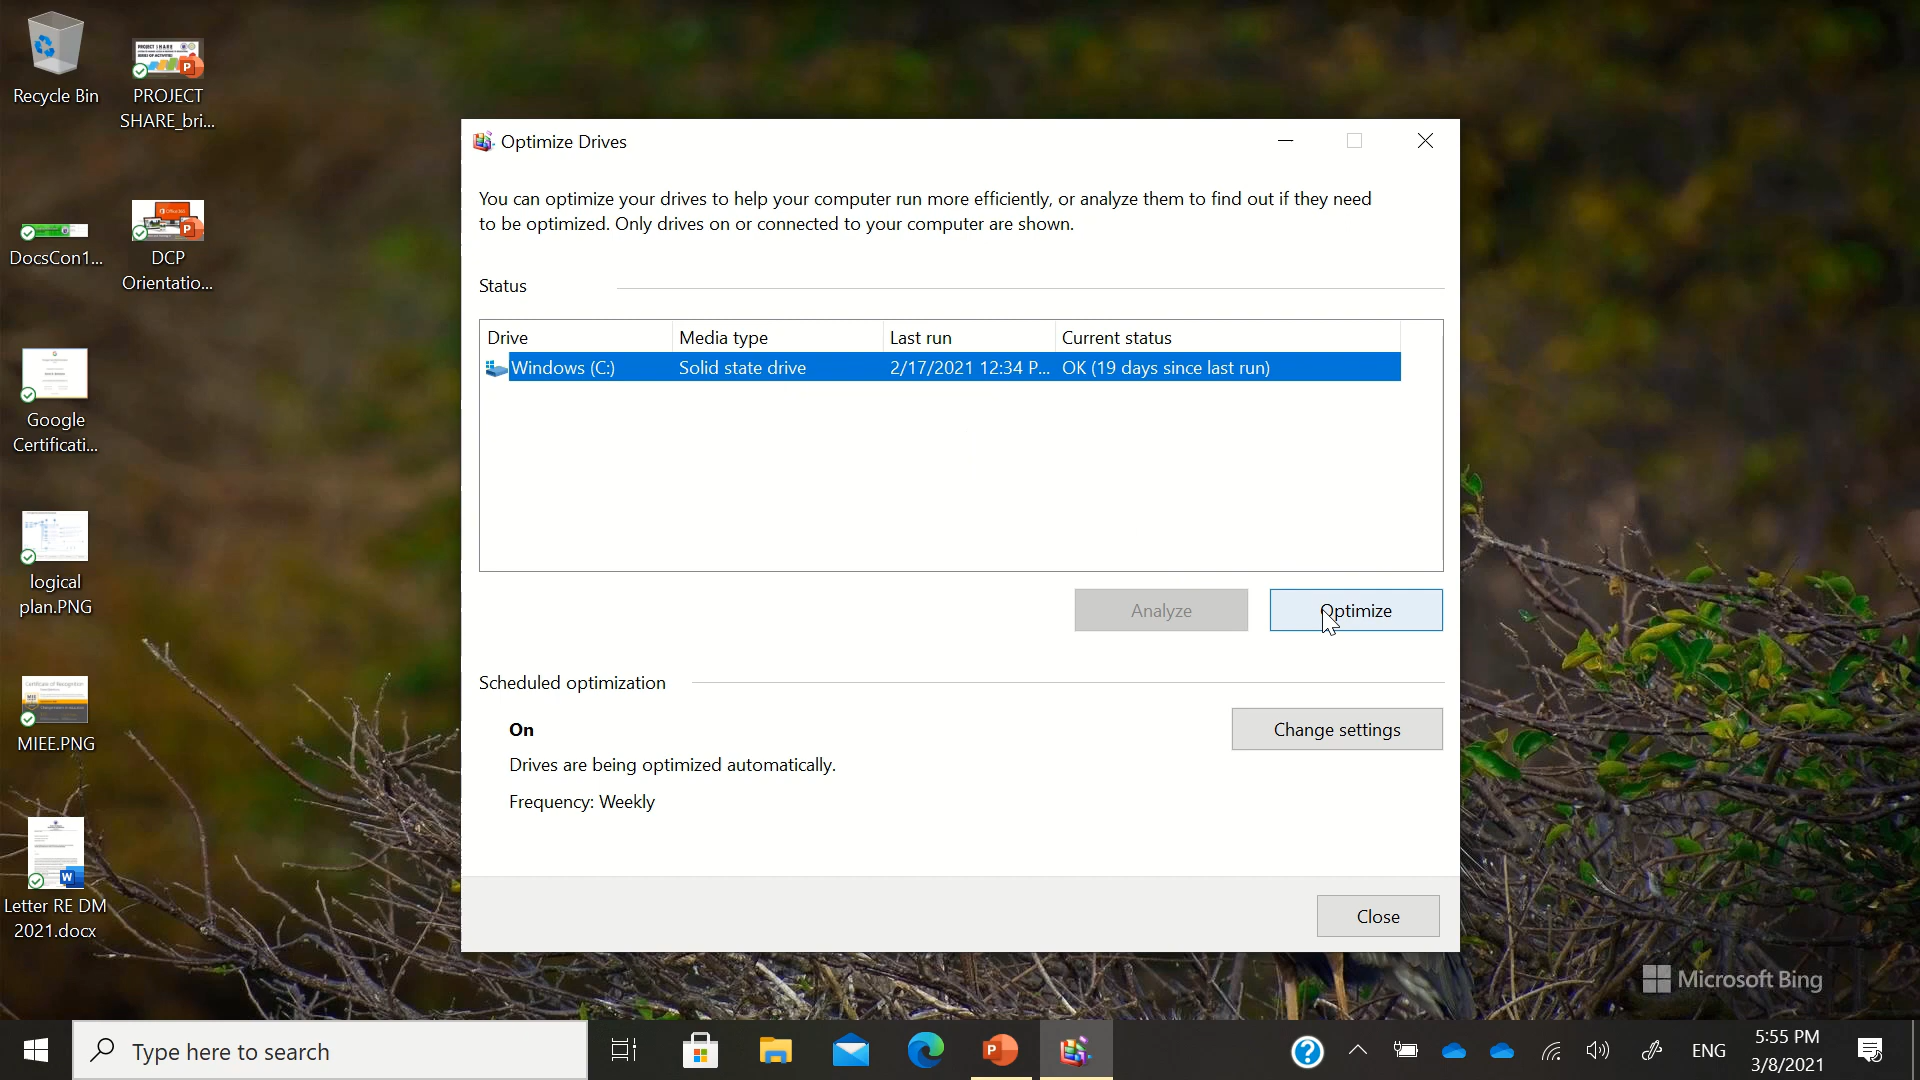 Recycle Bin
PROJECT
SHARE_bri...
DocsCon1...
DCP
Orientatio...
Google
Certificati...
logical
plan.PNG
MIEE.PNG
Letter RE DM
2021.docx
Optimize Drives
You can optimize your drives to help your computer run more efficiently, or analyze them to find out if they need
to be optimized. Only drives on or connected to your computer are shown.
Status
Drive Media type Last run Current status
Windows (C:) Solid state drive 2/17/2021 12:34 P... OK (19 days since last run)
Analyze Optimize
Scheduled optimization
On
Change settings
Drives are being optimized automatically.
Frequency: Weekly
Close
Microsoft Bing
Type here to search
ENG
5:55 PM
3/8/2021